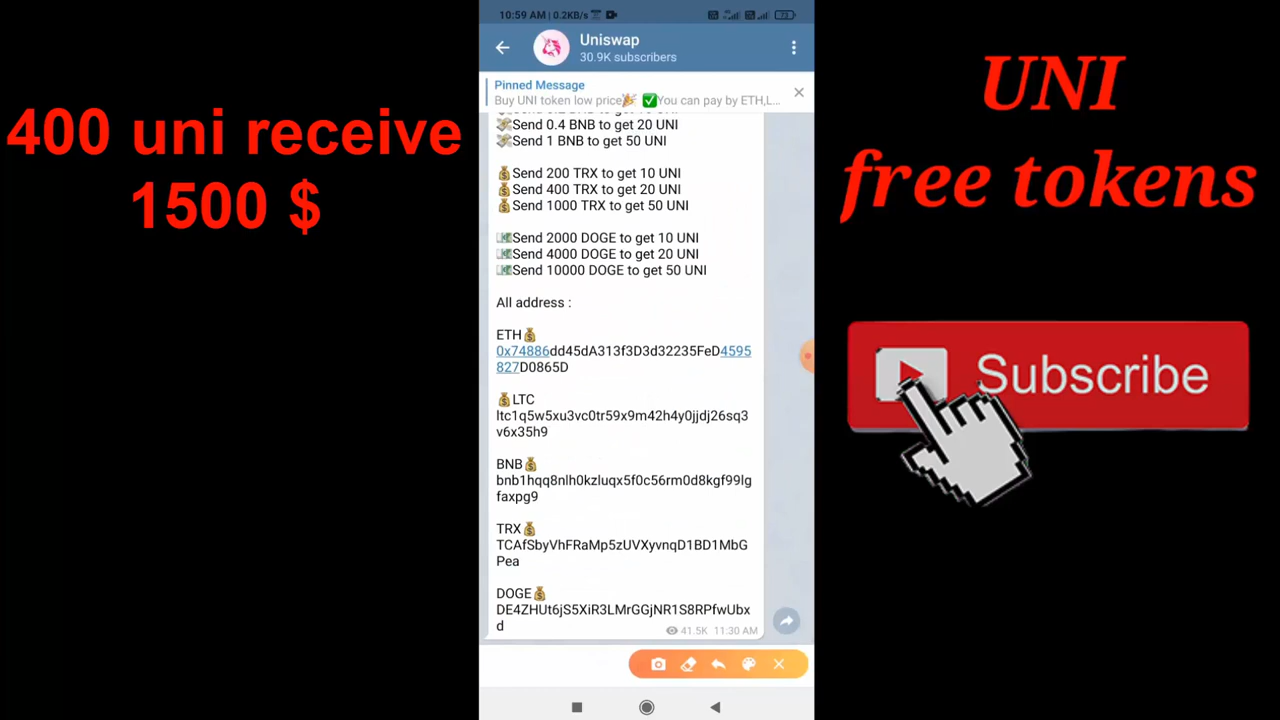 400 uni receive
1500 $
10:59 AM | 0.2KB/s
Uniswap
30.9K subscribers
Pinned Message
Buy UNI token low price🎉 ✅You can pay by ETH,L...
💸Send 0.4 BNB to get 20 UNI
💸Send 1 BNB to get 50 UNI
💰Send 200 TRX to get 10 UNI
💰Send 400 TRX to get 20 UNI
💰Send 1000 TRX to get 50 UNI
💵Send 2000 DOGE to get 10 UNI
💵Send 4000 DOGE to get 20 UNI
💵Send 10000 DOGE to get 50 UNI
All address :
ETH💰
0x74886dd45dA313f3D3d32235FeD4595
827D0865D
💰LTC
ltc1q5w5xu3vc0tr59x9m42h4y0jjdj26sq3
v6x35h9
BNB💰
bnb1hqq8nlh0kzluqx5f0c56rm0d8kgf99lg
faxpg9
TRX💰
TCAfSbyVhFRaMp5zUVXyvnqD1BD1MbG
Pea
DOGE💰
DE4ZHUt6jS5XiR3LMrGGjNR1S8RPfwUbx
d
41.5K 11:30 AM
UNI
free tokens
Subscribe